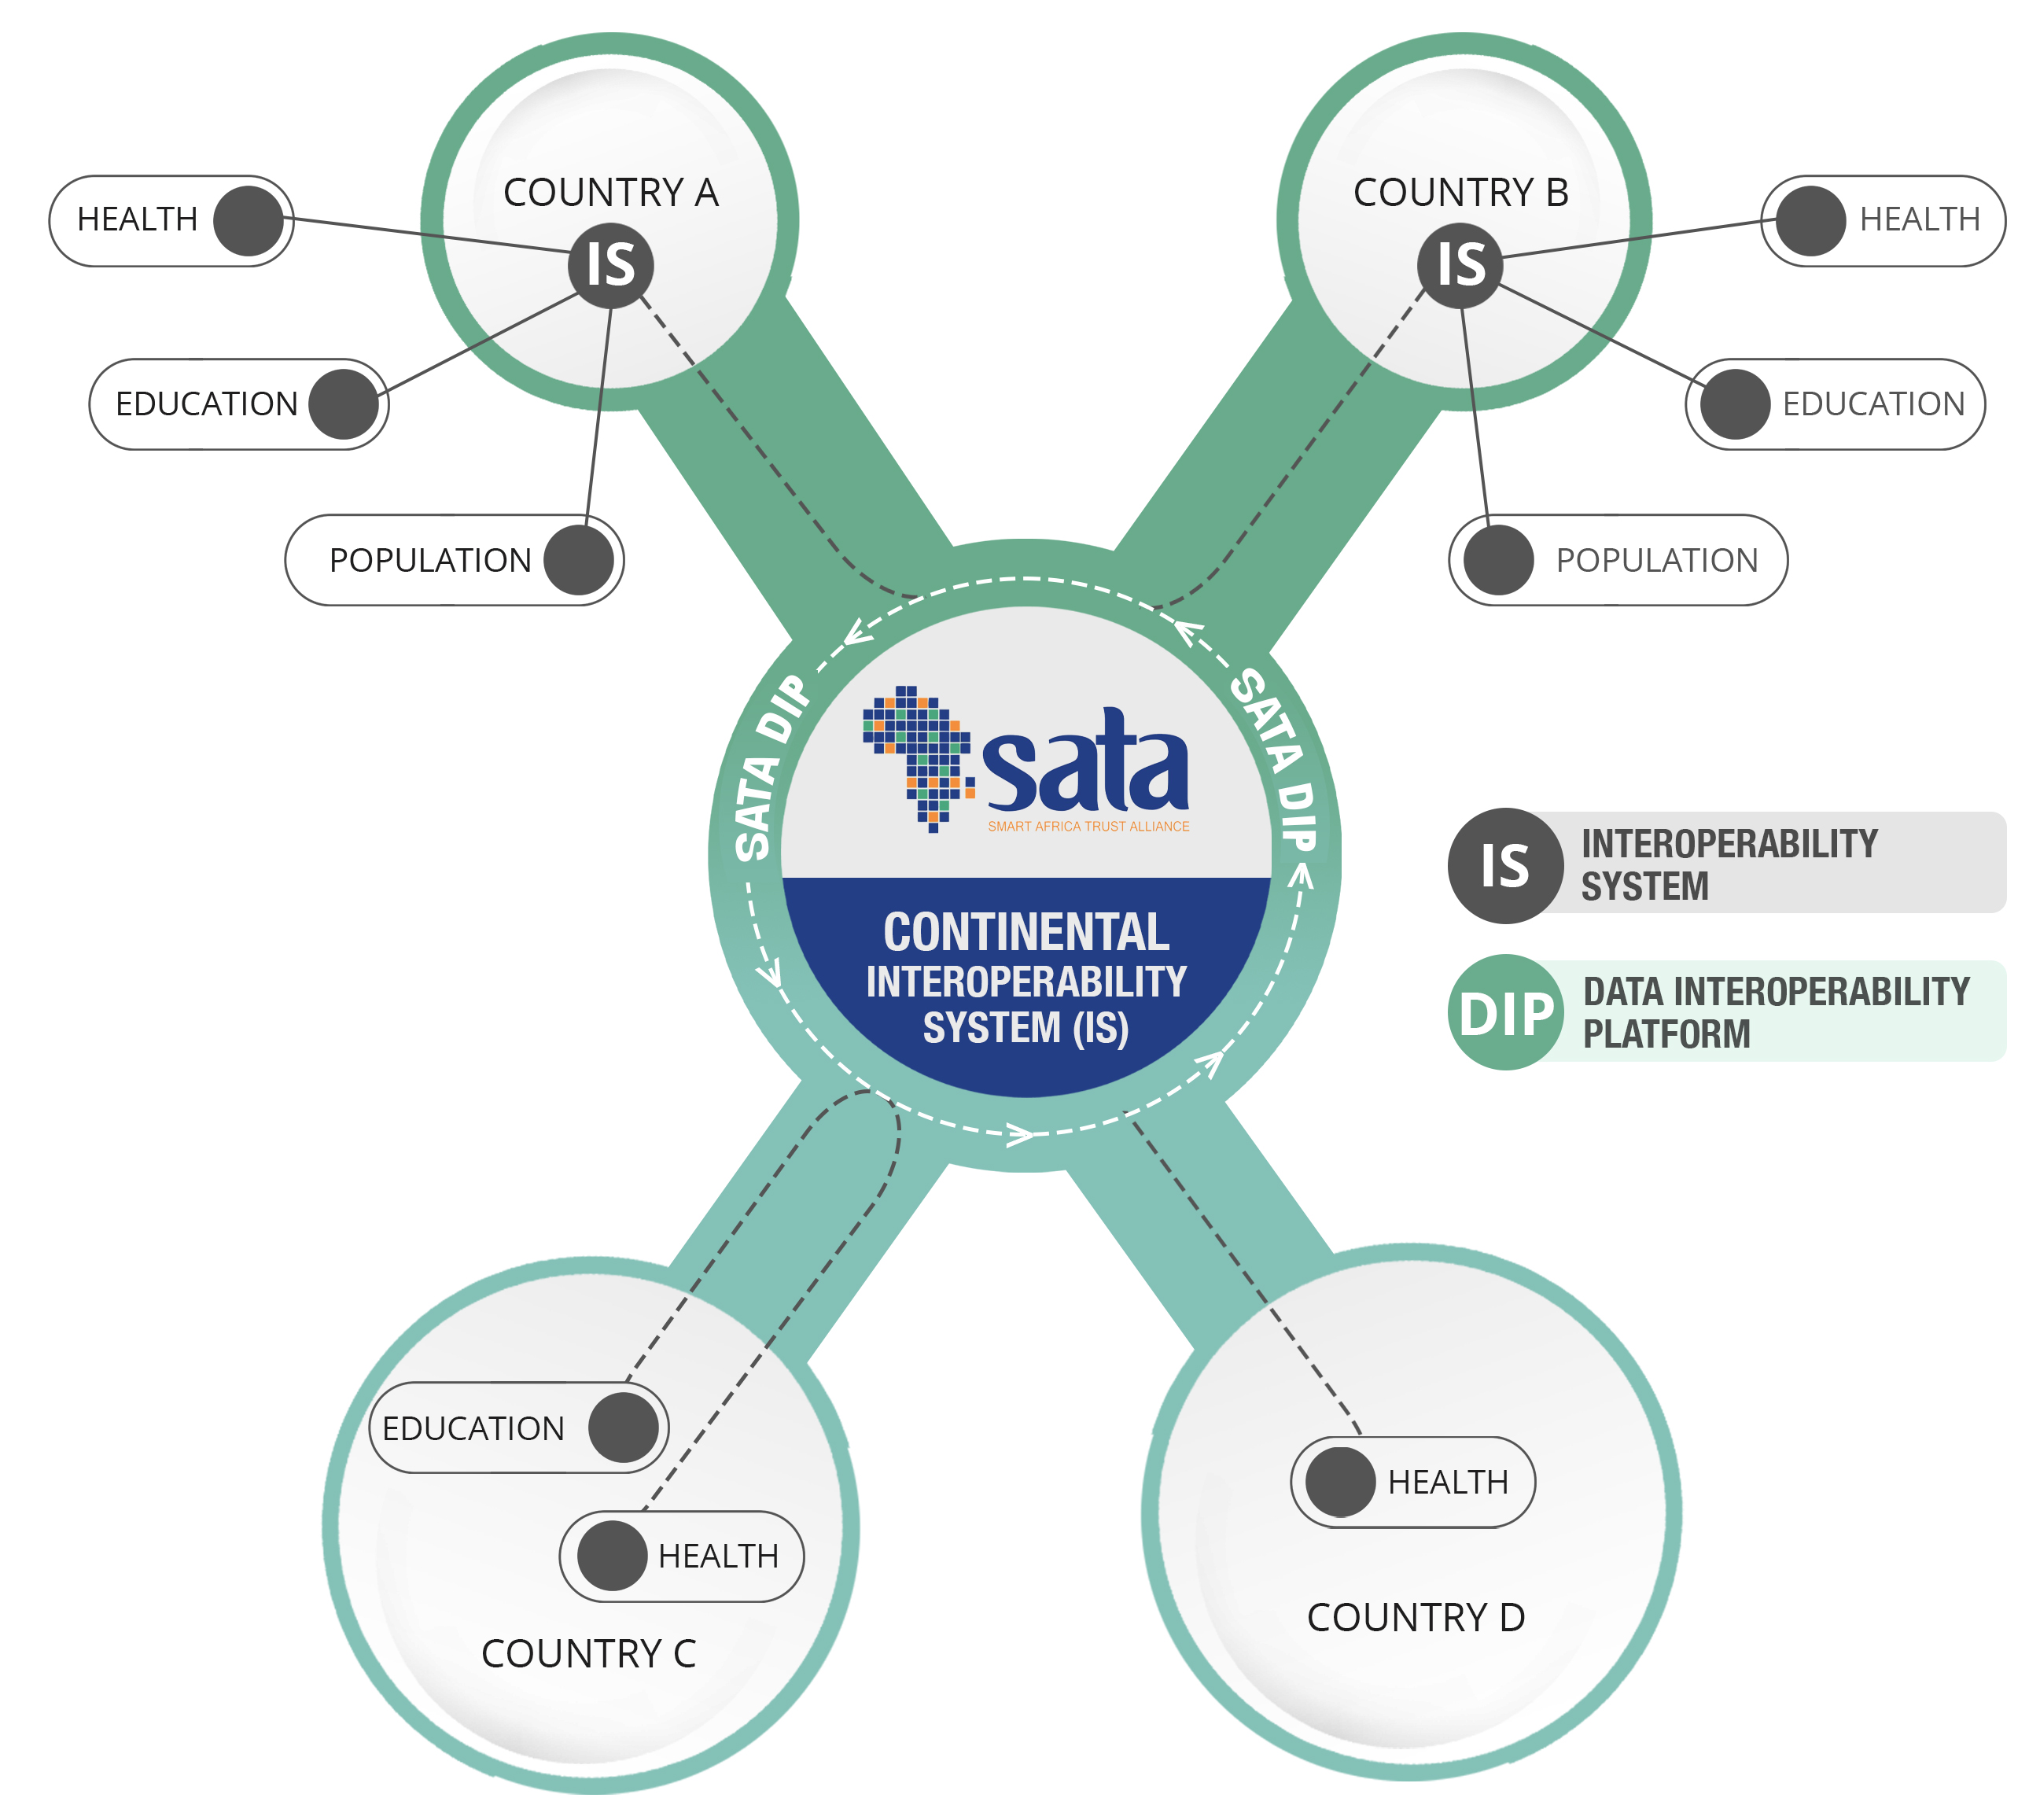 COUNTRY A
IS
HEALTH
EDUCATION
POPULATION
COUNTRY B
IS
HEALTH
EDUCATION
POPULATION
SATA DIP
SATA DIP
sata
SMART AFRICA TRUST ALLIANCE
CONTINENTAL
INTEROPERABILITY
SYSTEM (IS)
IS
INTEROPERABILITY
SYSTEM
DIP
DATA INTEROPERABILITY
PLATFORM
EDUCATION
HEALTH
COUNTRY C
HEALTH
COUNTRY D